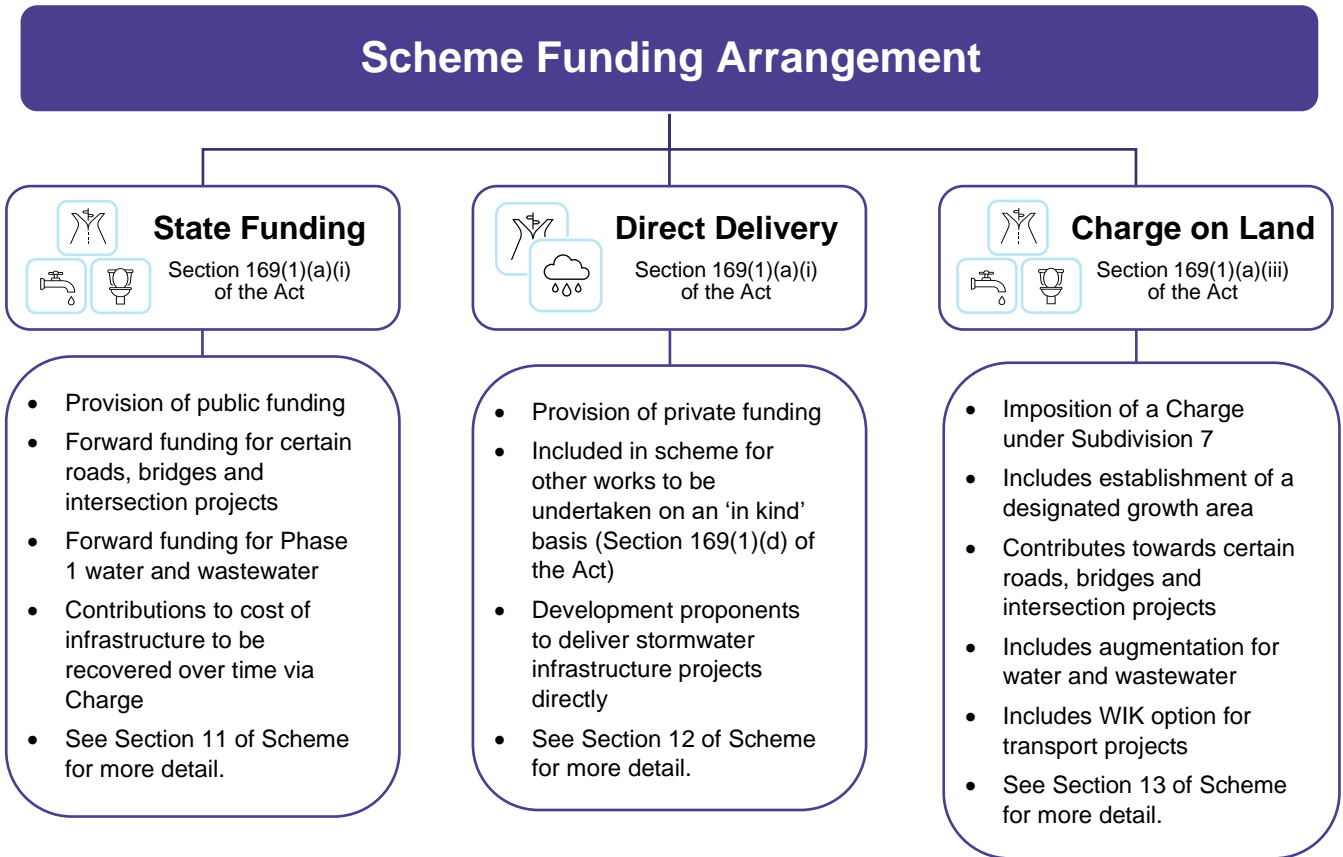 Scheme Funding Arrangement
State Funding
Section 169(1)(a)(i)
of the Act
• Provision of public funding
• Forward funding for certain
roads, bridges and
intersection projects
• Forward funding for Phase
1 water and wastewater
• Contributions to cost of
infrastructure to be
recovered over time via
Charge
• See Section 11 of Scheme
for more detail.
Direct Delivery
Section 169(1)(a)(i)
of the Act
• Provision of private funding
• Included in scheme for
other works to be
undertaken on an ‘in kind’
basis (Section 169(1)(d) of
the Act)
• Development proponents
to deliver stormwater
infrastructure projects
directly
• See Section 12 of Scheme
for more detail.
Charge on Land
Section 169(1)(a)(iii)
of the Act
• Imposition of a Charge
under Subdivision 7
• Includes establishment of a
designated growth area
• Contributes towards certain
roads, bridges and
intersection projects
• Includes augmentation for
water and wastewater
• Includes WIK option for
transport projects
• See Section 13 of Scheme
for more detail.